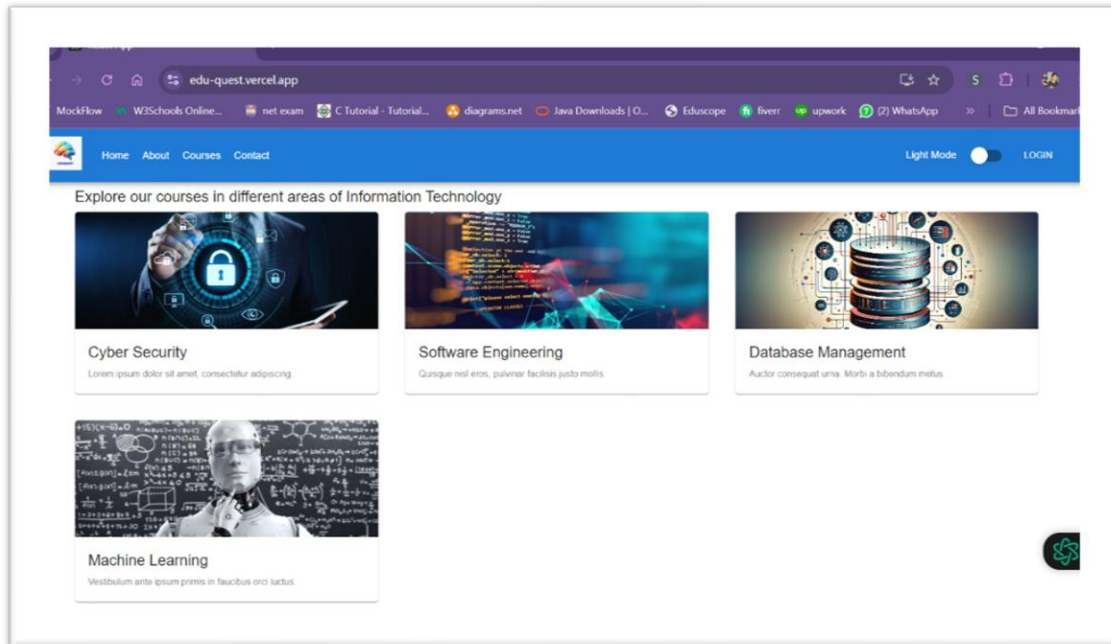 edu-quest.vercel.app
MockFlow W3Schools Online... net exam C Tutorial - Tutorial... diagrams.net Java Downloads | O... Eduscope fiverr upwork (2) WhatsApp » All Bookmark
Home About Courses Contact Light Mode LOGIN
Explore our courses in different areas of Information Technology
Cyber Security
Lorem ipsum dolor sit amet, consectetur adipiscing.
Software Engineering
Quisque nisl eros, pulvinar facilisis justo mollis
Database Management
Auctor consequat urna. Morbi a bibendum metus.
Machine Learning
Vestibulum ante ipsum primis in faucibus orci luctus.